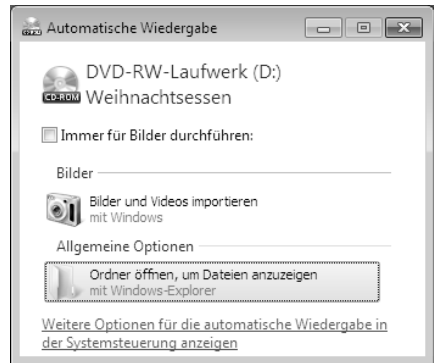 Automatische Wiedergabe
DVD-RW-Laufwerk (D:)
Weihnachtsessen
CD-ROM
Immer für Bilder durchführen:
Bilder
Bilder und Videos importieren
mit Windows
Allgemeine Optionen
Ordner öffnen, um Dateien anzuzeigen
mit Windows-Explorer
Weitere Optionen für die automatische Wiedergabe in
der Systemsteuerung anzeigen